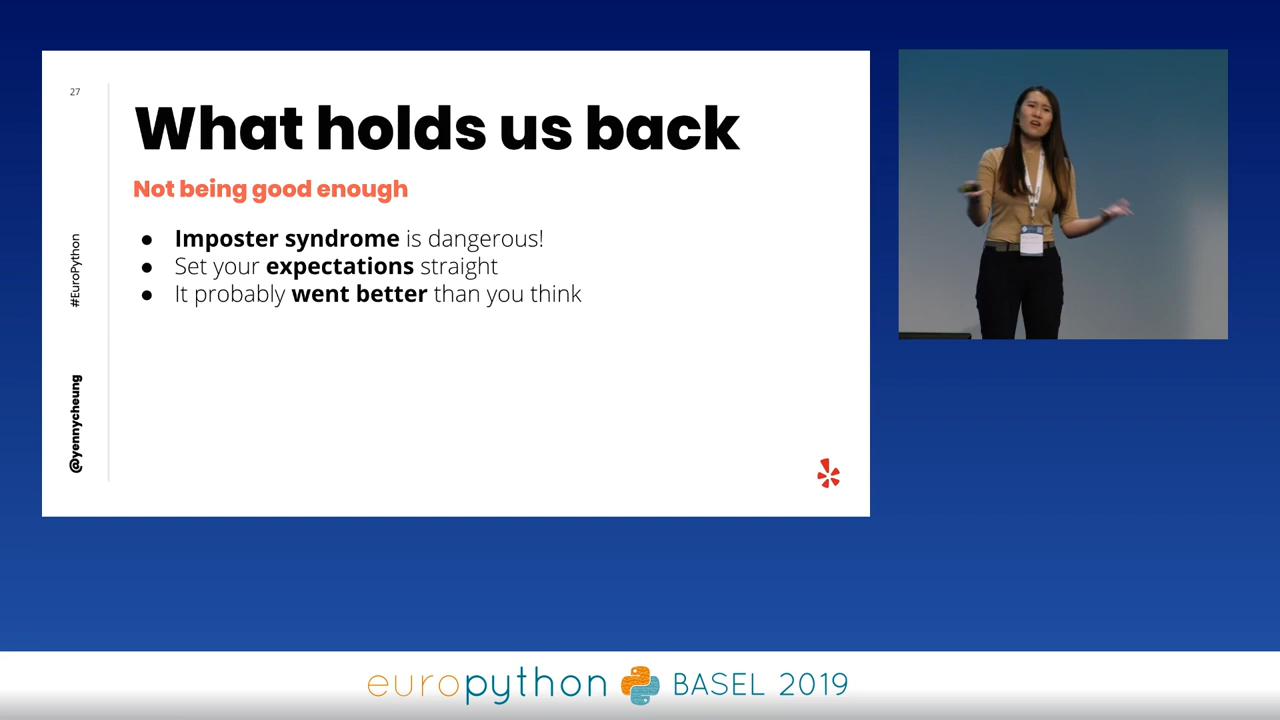 27
What holds us back
Not being good enough
● Imposter syndrome is dangerous!
● Set your expectations straight
● It probably went better than you think
#EuroPython
@yennycheung
europython BASEL 2019